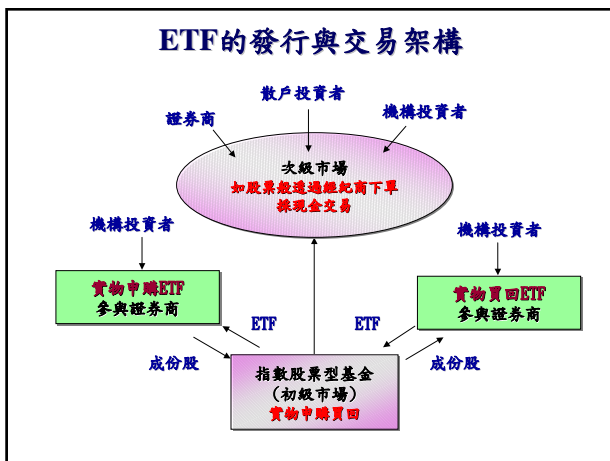 ETF的發行與交易架構
散戶投資者
證券商
機構投資者
次級市場
如股票般透過經紀商下單
採現金交易
機構投資者
機構投資者
實物申購ETF
參與證券商
實物買回ETF
參與證券商
ETF
ETF
成份股
成份股
指數股票型基金
(初級市場)
實物申購買回